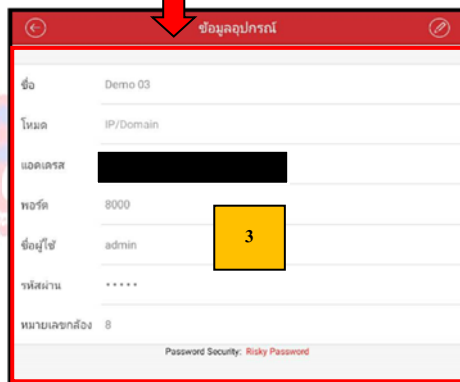 ข้อมูลอุปกรณ์
ชื่อ Demo 03
โหมด IP/Domain
แอดเดรส
พอร์ต 8000
ชื่อผู้ใช้ admin
3
รหัสผ่าน •••••
หมายเลขกล้อง 8
Password Security: Risky Password